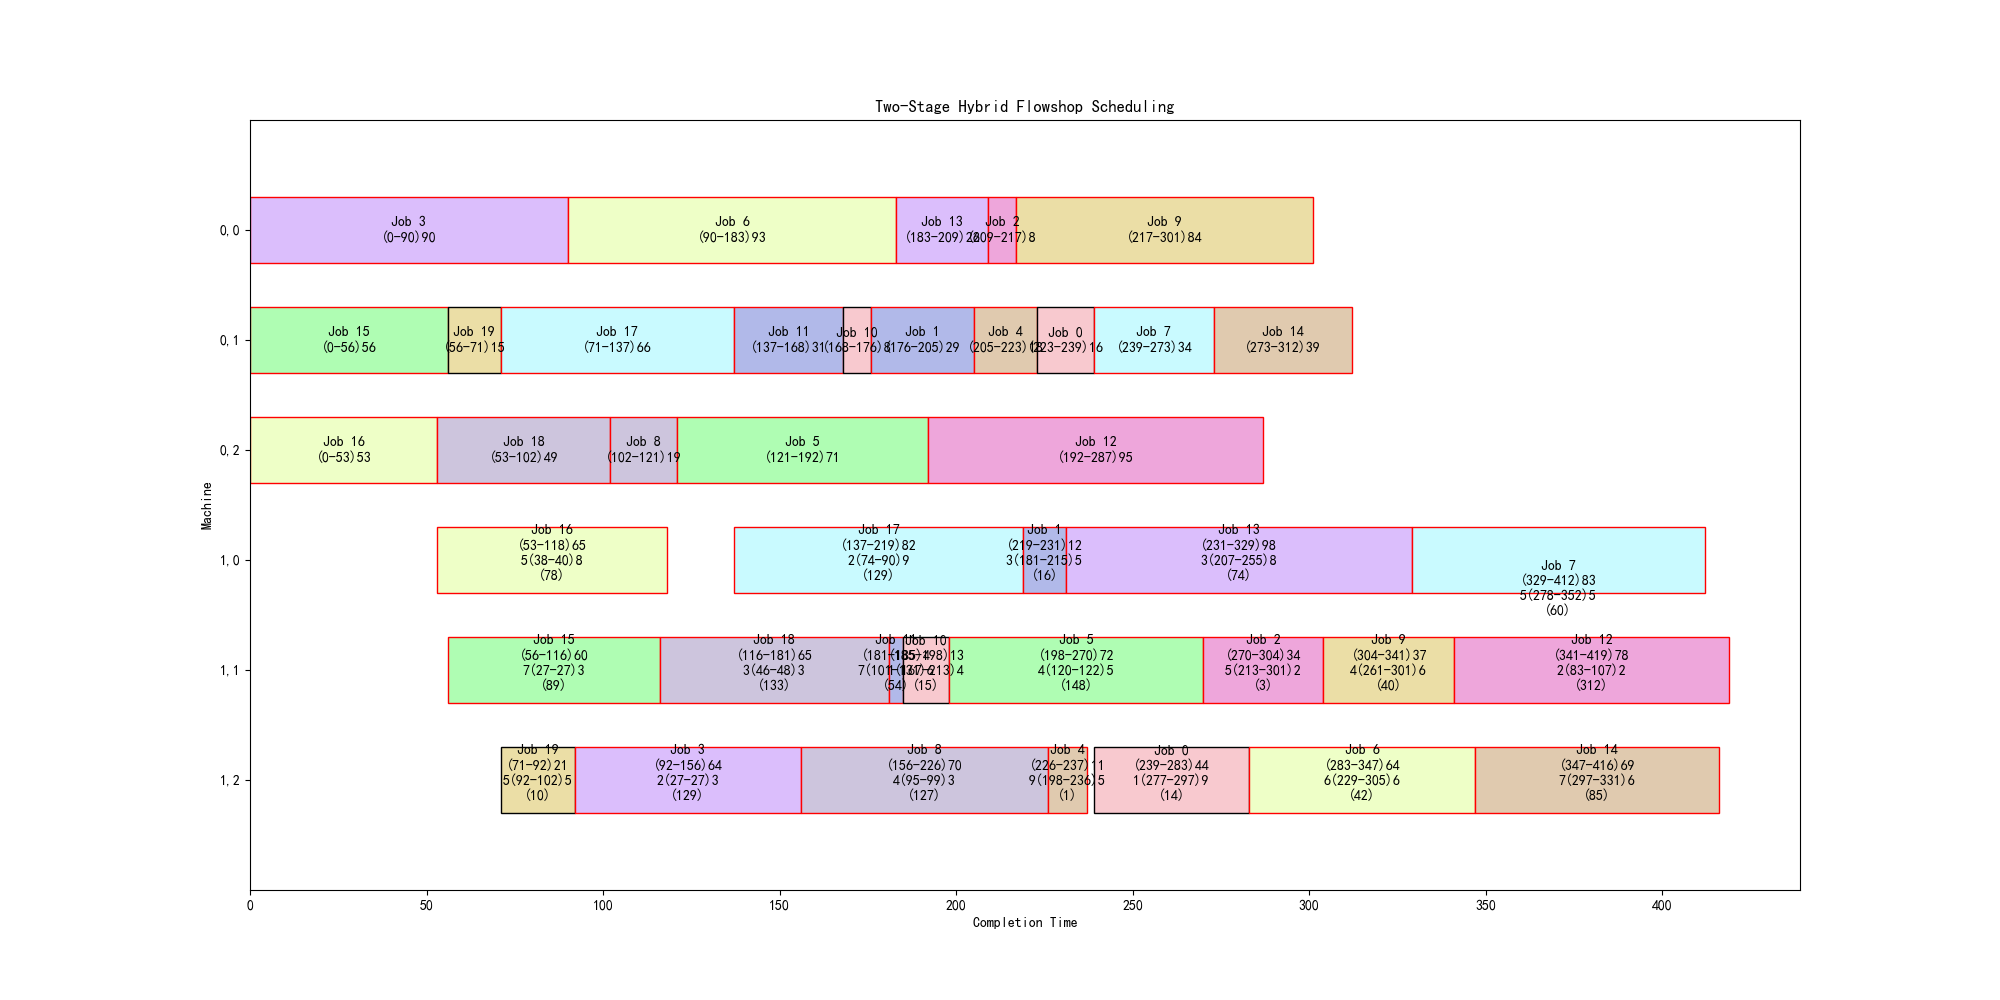 Two-Stage Hybrid Flowshop Scheduling
0,0
Job 3
(0-90)90
Job 6
(90-183)93
Job 13
(183-209)26
Job 2
(209-217)8
Job 9
(217-301)84
0,1
Job 15
(0-56)56
Job 19
(56-71)15
Job 17
(71-137)66
Job 11
(137-168)31
Job 10
(168-176)8
Job 1
(176-205)29
Job 4
(205-223)18
Job 0
(223-239)16
Job 7
(239-273)34
Job 14
(273-312)39
0,2
Job 16
(0-53)53
Job 18
(53-102)49
Job 8
(102-121)19
Job 5
(121-192)71
Job 12
(192-287)95
Machine
1,0
Job 16
(53-118)65
5(38-40)8
(78)
Job 17
(137-219)82
2(74-90)9
(129)
Job 1
(219-231)12
3(181-215)5
(16)
Job 13
(231-329)98
3(207-255)8
(74)
Job 7
(329-412)83
5(278-352)5
(60)
1,1
Job 15
(56-116)60
7(27-27)3
(89)
Job 18
(116-181)65
3(46-48)3
(133)
Job 11
(181-185)4
(54)
Job 10
(185-198)13
(15)
Job 5
(198-270)72
4(120-122)5
(148)
Job 2
(270-304)34
5(213-301)2
(3)
Job 9
(304-341)37
4(261-301)6
(40)
Job 12
(341-419)78
2(83-107)2
(312)
1,2
Job 19
(71-92)21
5(92-102)5
(10)
Job 3
(92-156)64
2(27-27)3
(129)
Job 8
(156-226)70
4(95-99)3
(127)
Job 4
(226-237)11
9(198-236)5
(1)
Job 0
(239-283)44
1(277-297)9
(14)
Job 6
(283-347)64
6(229-305)6
(42)
Job 14
(347-416)69
7(297-331)6
(85)
0 50 100 150 200 250 300 350 400
Completion Time